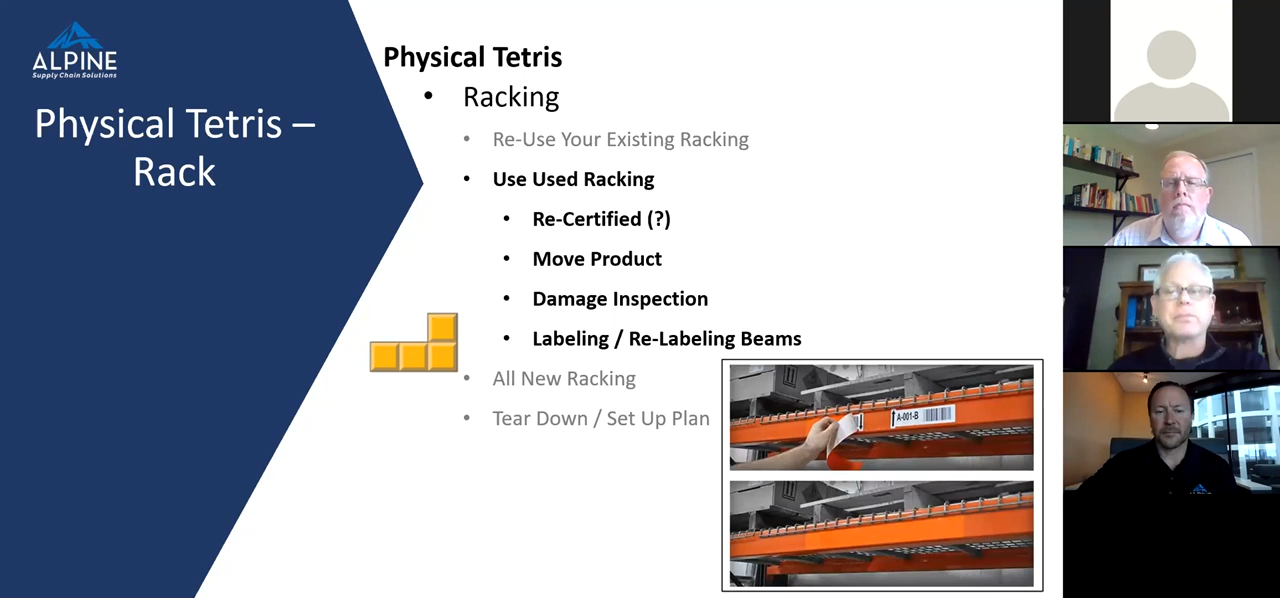 ALPINE
Supply Chain Solutions
Physical Tetris –
Rack
Physical Tetris
• Racking
• Re-Use Your Existing Racking
• Use Used Racking
• Re-Certified (?)
• Move Product
• Damage Inspection
• Labeling / Re-Labeling Beams
• All New Racking
• Tear Down / Set Up Plan
A-001-B
ALPINE